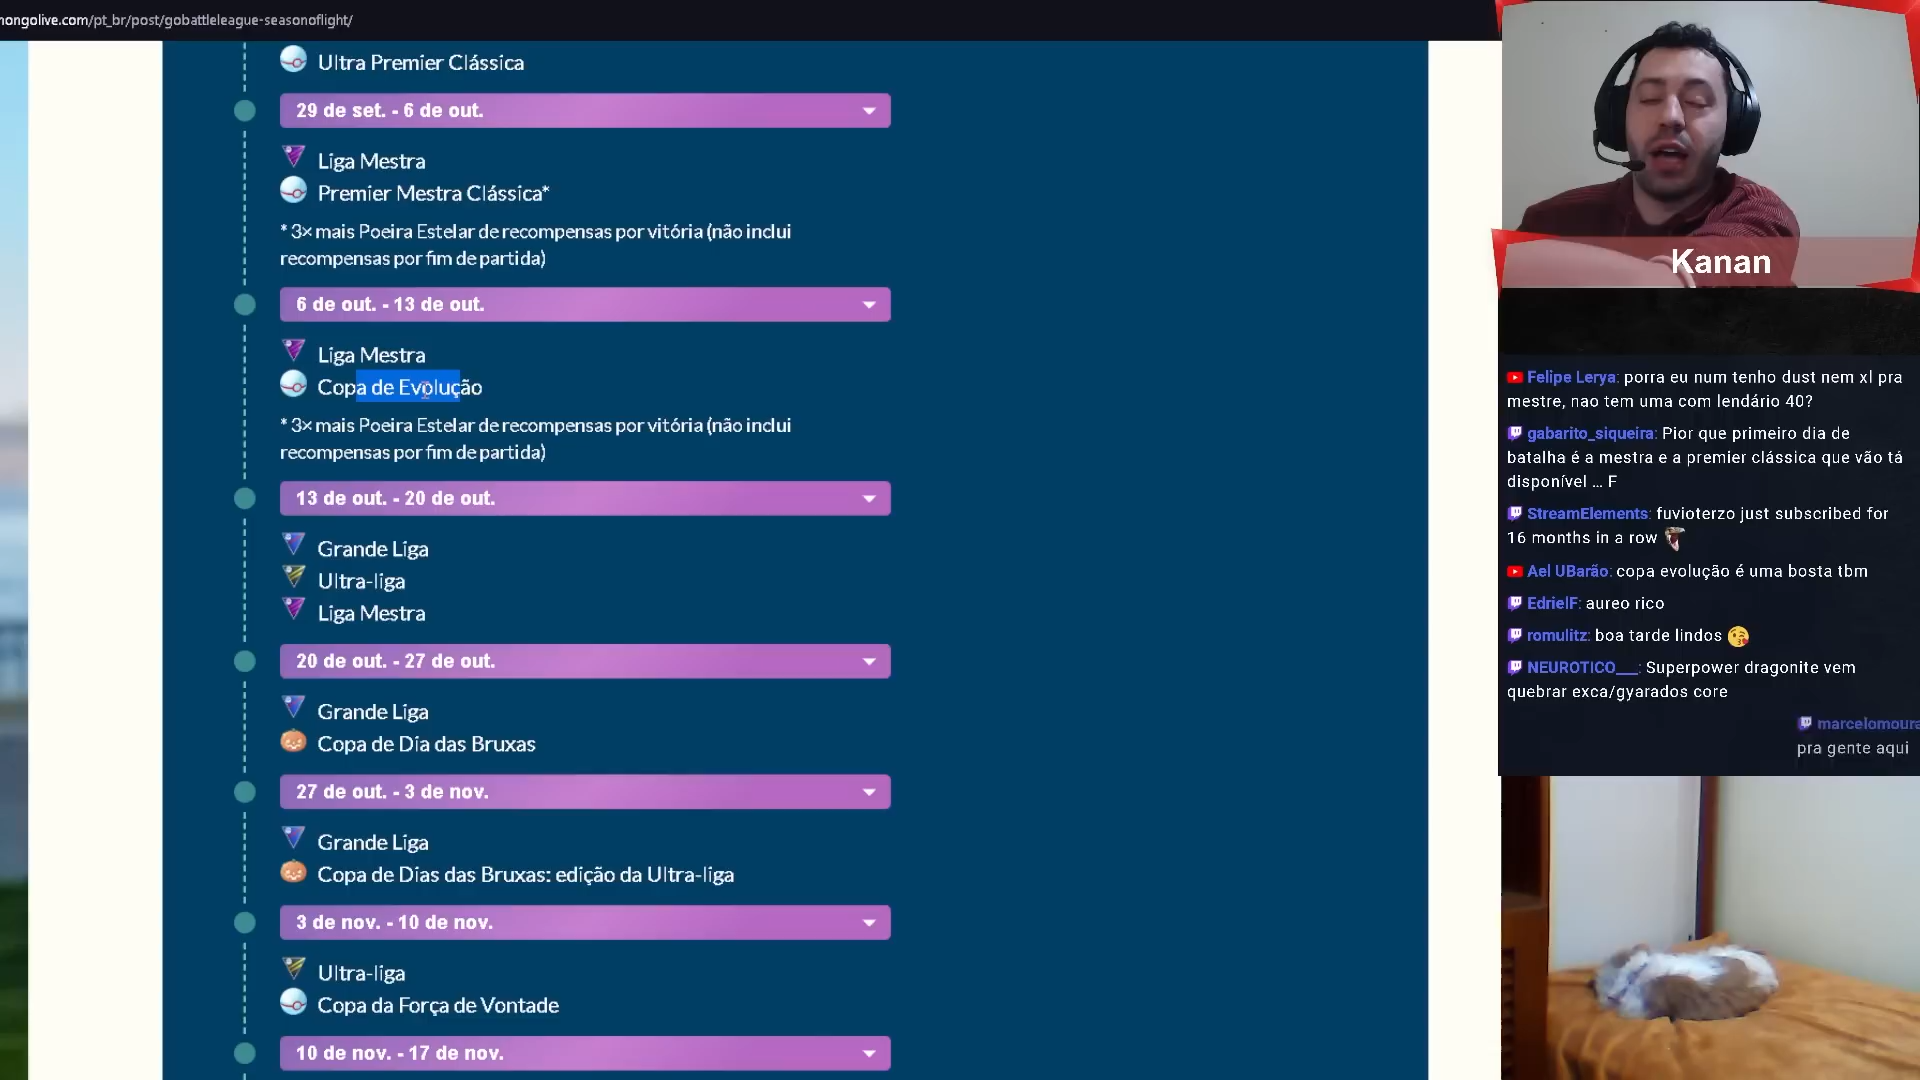 nongolive.com/pt_br/post/gobattleleague-seasonoflight/
Ultra Premier Clássica
29 de set. - 6 de out.
Liga Mestra
Premier Mestra Clássica*
* 3× mais Poeira Estelar de recompensas por vitória (não inclui
recompensas por fim de partida)
6 de out. - 13 de out.
Liga Mestra
Copa de Evolução
* 3× mais Poeira Estelar de recompensas por vitória (não inclui
recompensas por fim de partida)
13 de out. - 20 de out.
Grande Liga
Ultra-liga
Liga Mestra
20 de out. - 27 de out.
Grande Liga
Copa de Dia das Bruxas
27 de out. - 3 de nov.
Grande Liga
Copa de Dias das Bruxas: edição da Ultra-liga
3 de nov. - 10 de nov.
Ultra-liga
Copa da Força de Vontade
10 de nov. - 17 de nov.
Kanan
Felipe Lerya: porra eu num tenho dust nem xl pra
mestre, nao tem uma com lendário 40?
gabarito_siqueira: Pior que primeiro dia de
batalha é a mestra e a premier clássica que vão tá
disponível ... F
StreamElements: fuvioterzo just subscribed for
16 months in a row
Ael UBarão: copa evolução é uma bosta tbm
EdrielF: aureo rico
romulitz: boa tarde lindos
NEUROTICO___: Superpower dragonite vem
quebrar exca/gyarados core
marcelomoura
pra gente aqui